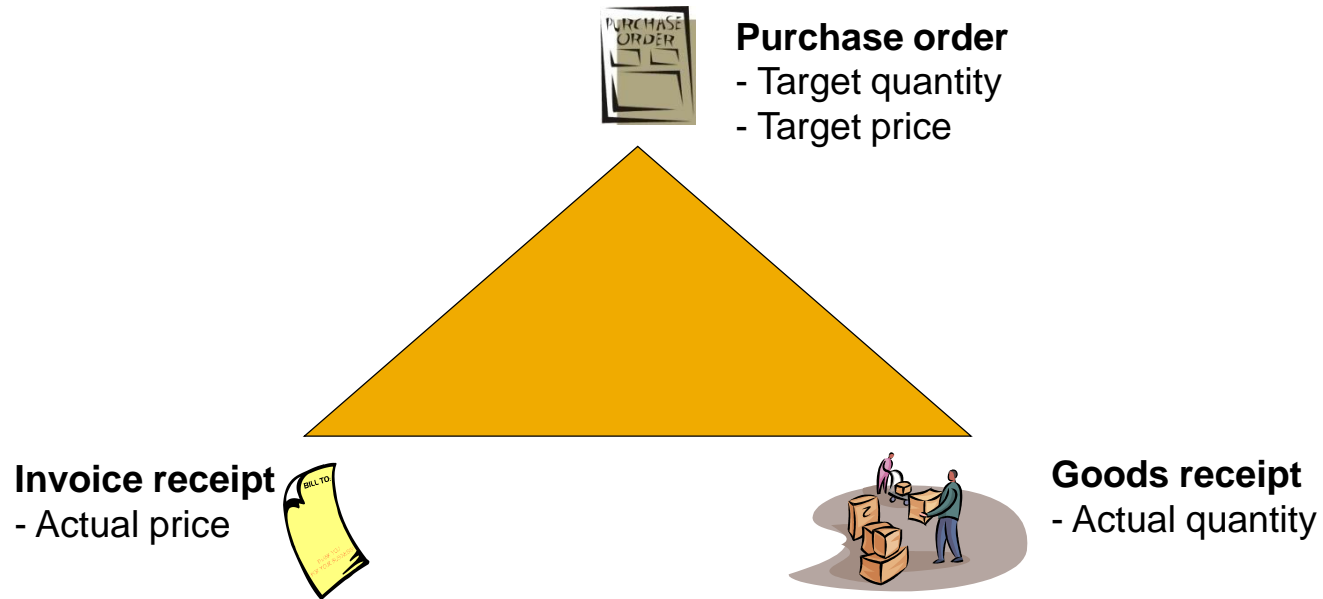 PURCHASE
ORDER
Purchase order
- Target quantity
- Target price
Invoice receipt
- Actual price
BILL TO:
Goods receipt
- Actual quantity